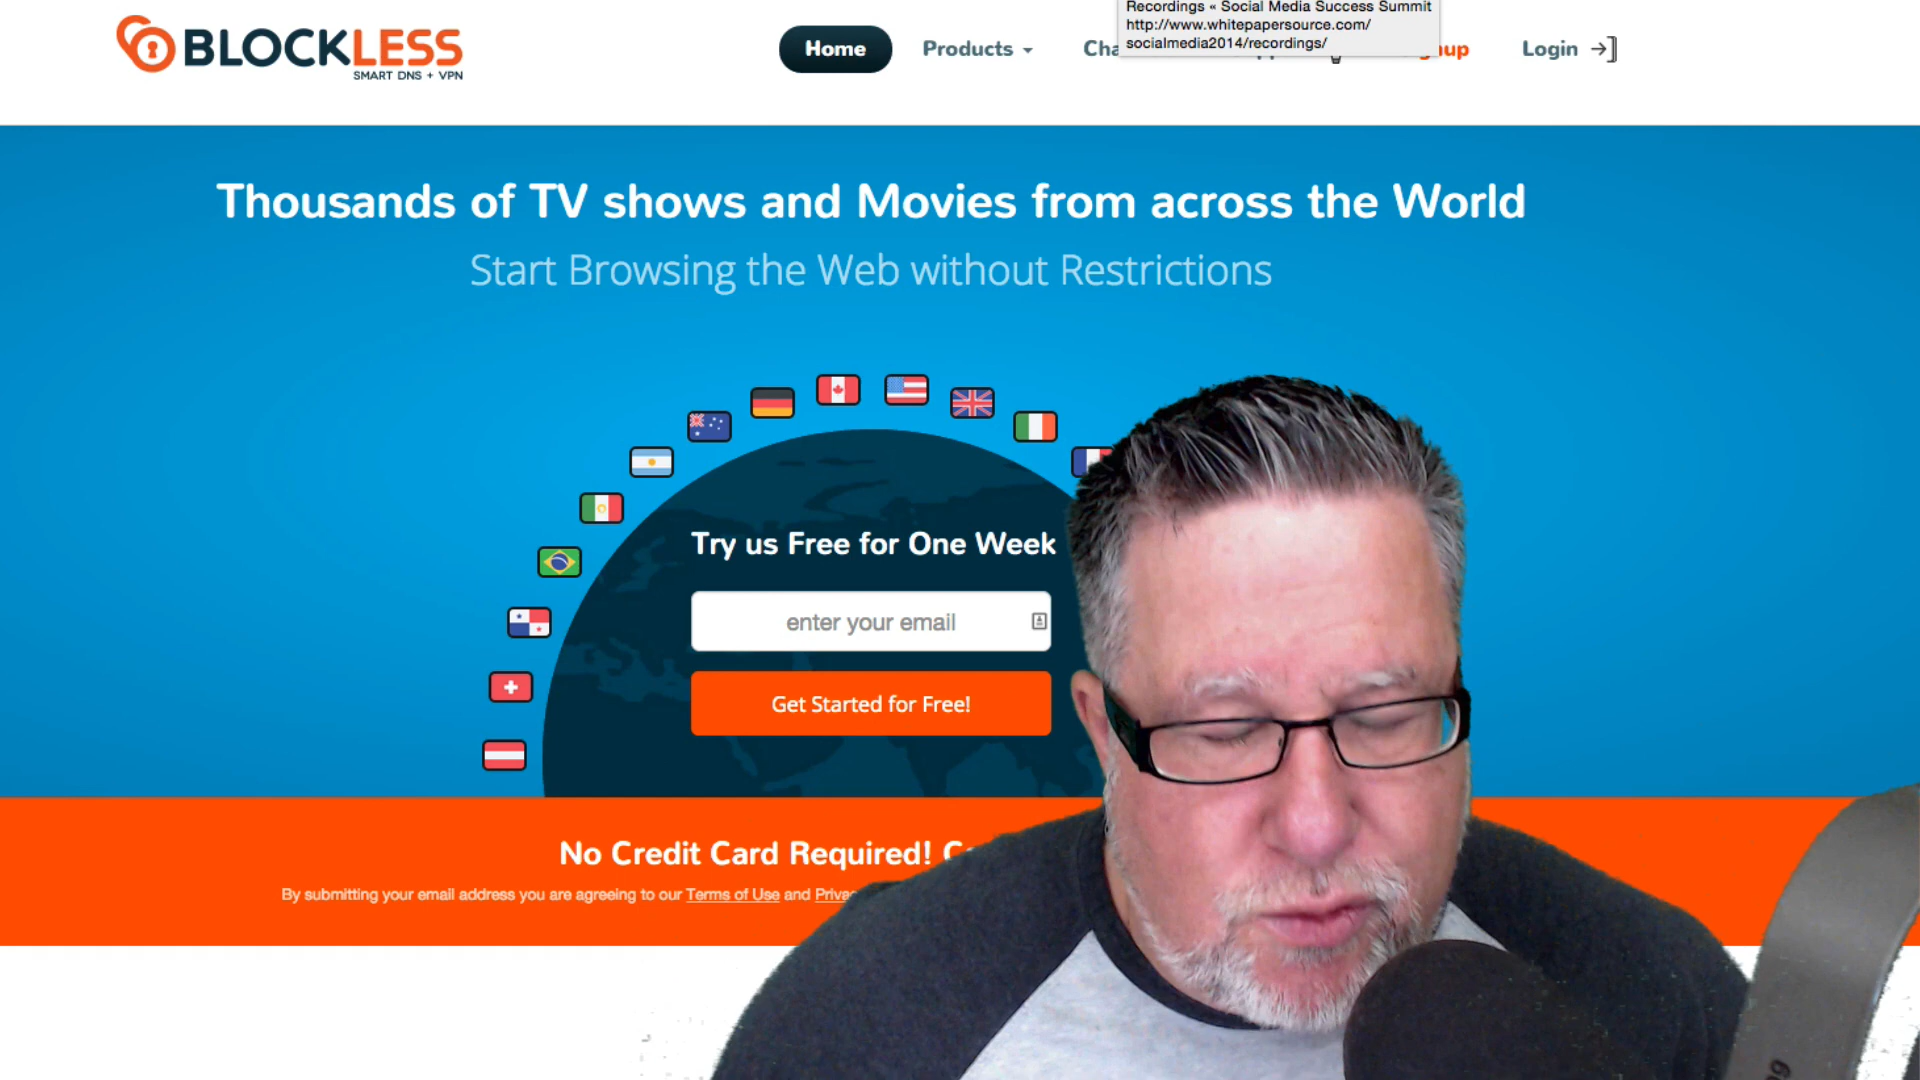 Recordings « Social Media Success Summit
http://www.whitepapersource.com/
socialmedia2014/recordings/
BLOCKLESS
SMART DNS + VPN
Home
Products
Login
Thousands of TV shows and Movies from across the World
Start Browsing the Web without Restrictions
Try us Free for One Week
enter your email
Get Started for Free!
No Credit Card Required!
By submitting your email address you are agreeing to our Terms of Use and